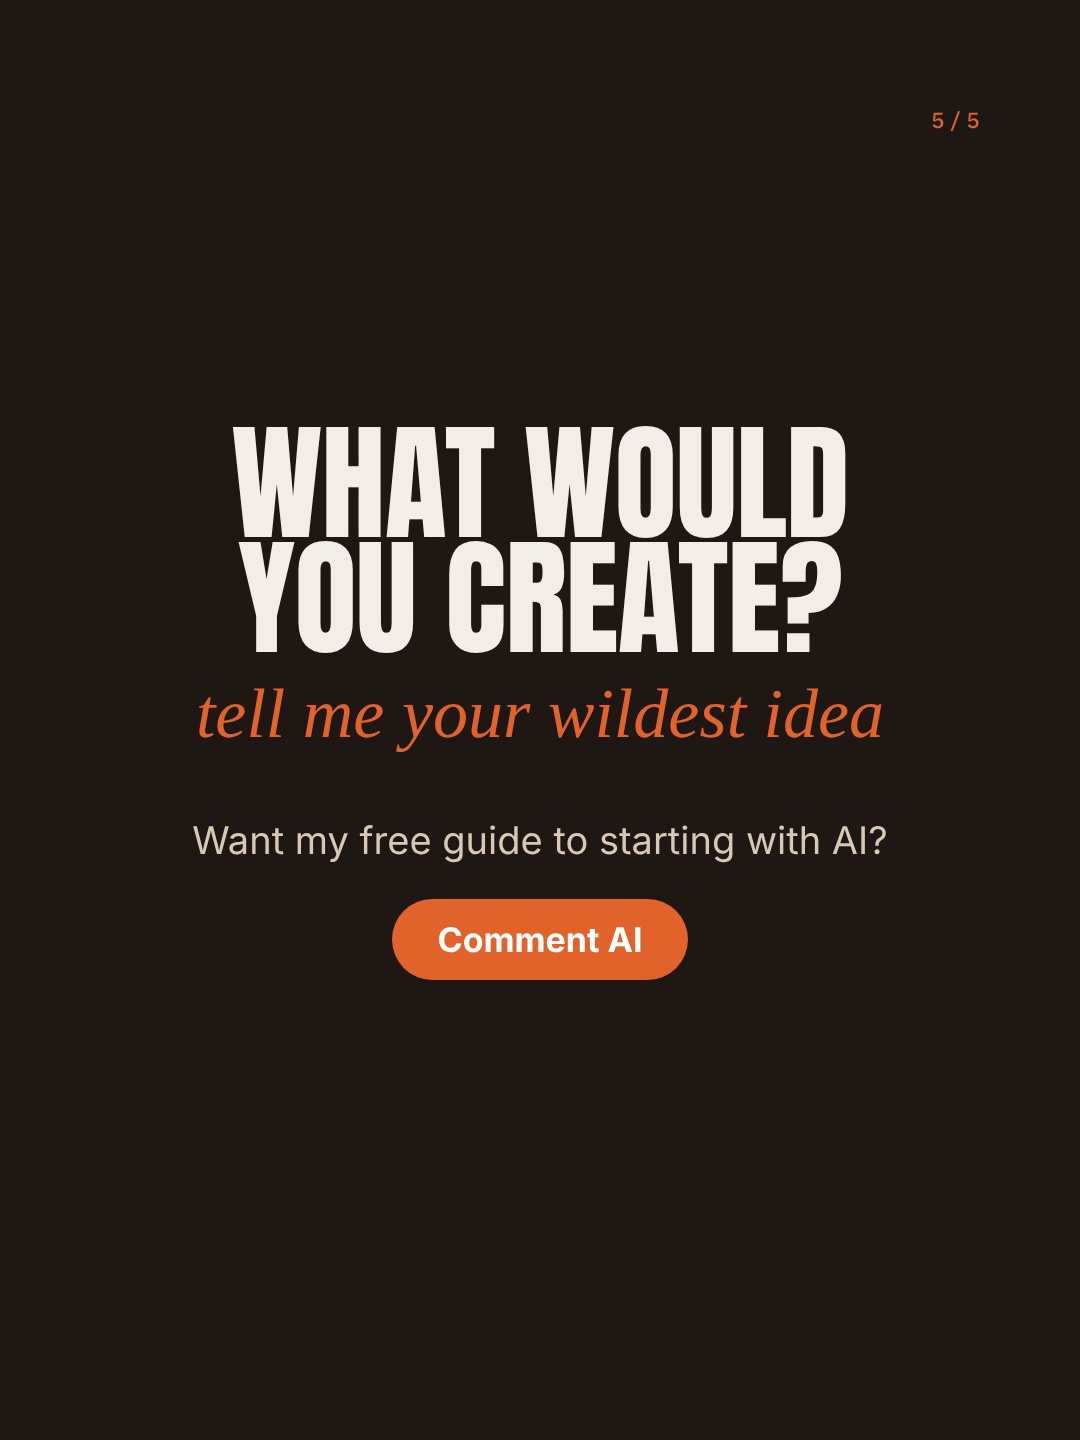 5 / 5
WHAT WOULD
YOU CREATE?
tell me your wildest idea
Want my free guide to starting with AI?
Comment AI